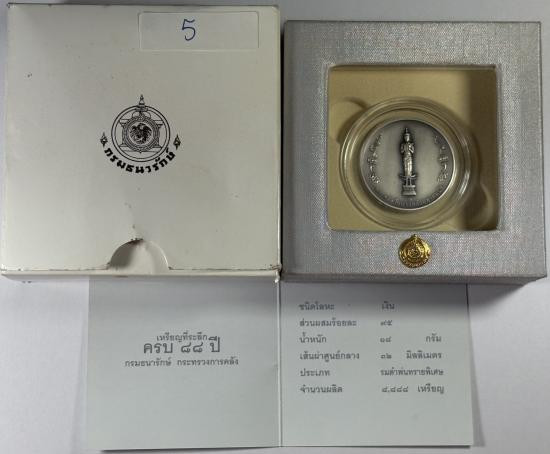 5
กรมธนารักษ์
เหรียญที่ระลึก
ครบ ๘๘ ปี
กรมธนารักษ์ กระทรวงการคลัง
ชนิดโลหะ เงิน
ส่วนผสมร้อยละ ๙๕
น้ำหนัก ๑๘ กรัม
เส้นผ่าศูนย์กลาง ๓๒ มิลลิเมตร
ประเภท รมดำพ่นทรายพิเศษ
จำนวนผลิต ๘,๘๘๘ เหรียญ